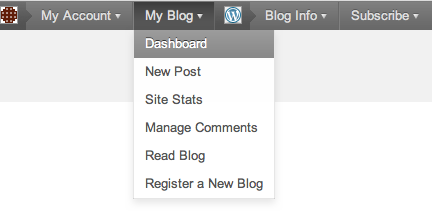 My Account My Blog Blog Info Subscribe
Dashboard
New Post
Site Stats
Manage Comments
Read Blog
Register a New Blog